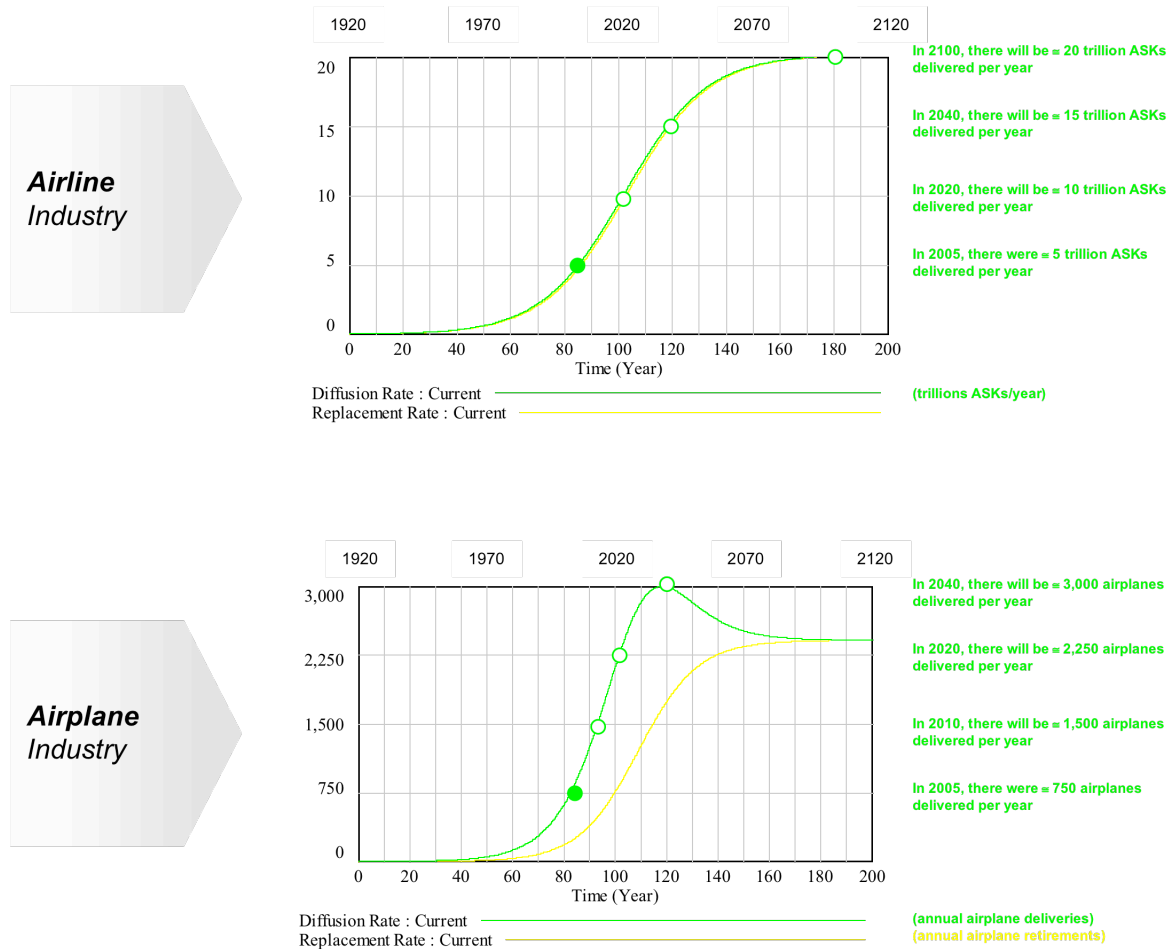 1920 1970 2020 2070 2120
Airline
Industry
20
15
10
5
0
0 20 40 60 80 100 120 140 160 180 200
Time (Year)
Diffusion Rate : Current
Replacement Rate : Current
In 2100, there will be ≅ 20 trillion ASKs
delivered per year
In 2040, there will be ≅ 15 trillion ASKs
delivered per year
In 2020, there will be ≅ 10 trillion ASKs
delivered per year
In 2005, there were ≅ 5 trillion ASKs
delivered per year
(trillions ASKs/year)
1920 1970 2020 2070 2120
Airplane
Industry
3,000
2,250
1,500
750
0
0 20 40 60 80 100 120 140 160 180 200
Time (Year)
Diffusion Rate : Current
Replacement Rate : Current
In 2040, there will be ≅ 3,000 airplanes
delivered per year
In 2020, there will be ≅ 2,250 airplanes
delivered per year
In 2010, there will be ≅ 1,500 airplanes
delivered per year
In 2005, there were ≅ 750 airplanes
delivered per year
(annual airplane deliveries)
(annual airplane retirements)